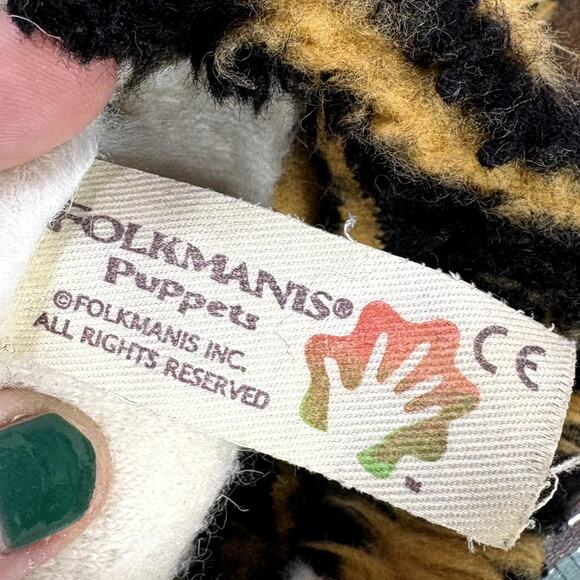 FOLKMANIS®
Puppets
©FOLKMANIS INC.
ALL RIGHTS RESERVED
CE